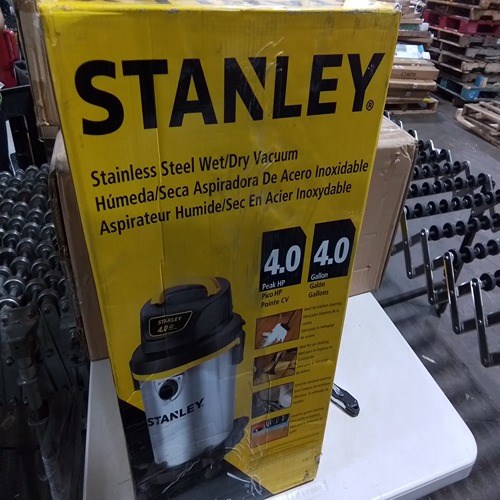 STANLEY®
Stainless Steel Wet/Dry Vacuum
Húmeda/Seca Aspiradora De Acero Inoxidable
Aspirateur Humide/Sec En Acier Inoxydable
4.0
Peak HP
Pico HP
Pointe CV
4.0
Gallon
Galón
Gallons
STANLEY
4.0
STANLEY.